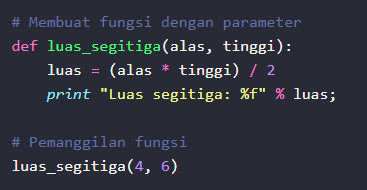 # Membuat fungsi dengan parameter
def luas_segitiga(alas, tinggi):
    luas = (alas * tinggi) / 2
    print "Luas segitiga: %f" % luas;

# Pemanggilan fungsi
luas_segitiga(4, 6)